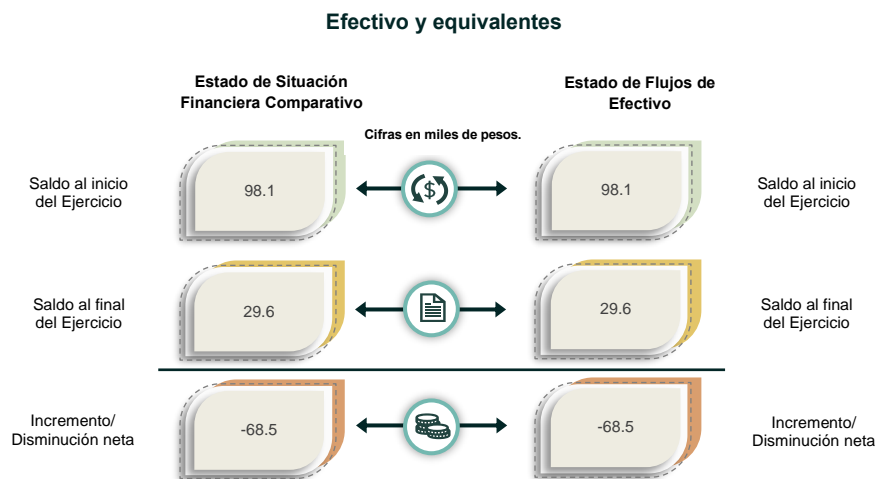 Efectivo y equivalentes
Estado de Situación
Financiera Comparativo
Estado de Flujos de
Efectivo
Cifras en miles de pesos.
Saldo al inicio
del Ejercicio
98.1
$
98.1
Saldo al inicio
del Ejercicio
Saldo al final
del Ejercicio
29.6
29.6
Saldo al final
del Ejercicio
Incremento/
Disminución neta
-68.5
-68.5
Incremento/
Disminución neta